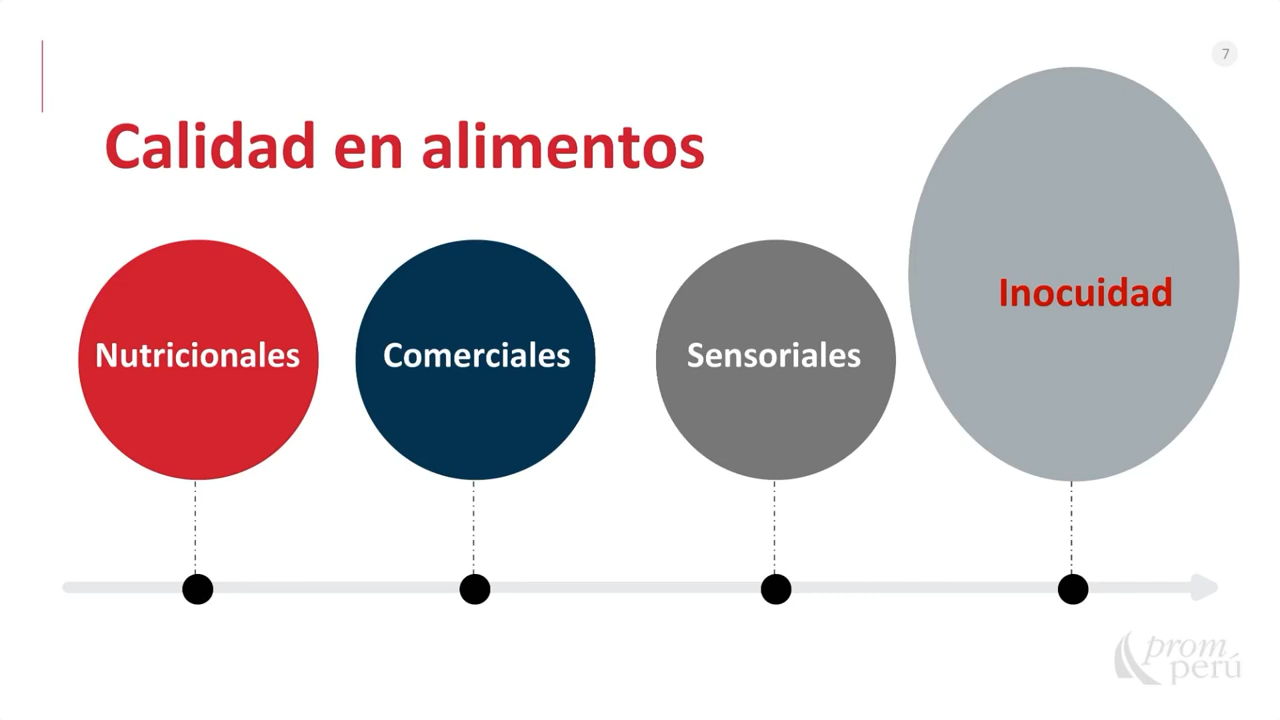 7
Calidad en alimentos
Nutricionales
Comerciales
Sensoriales
Inocuidad
prom
perú